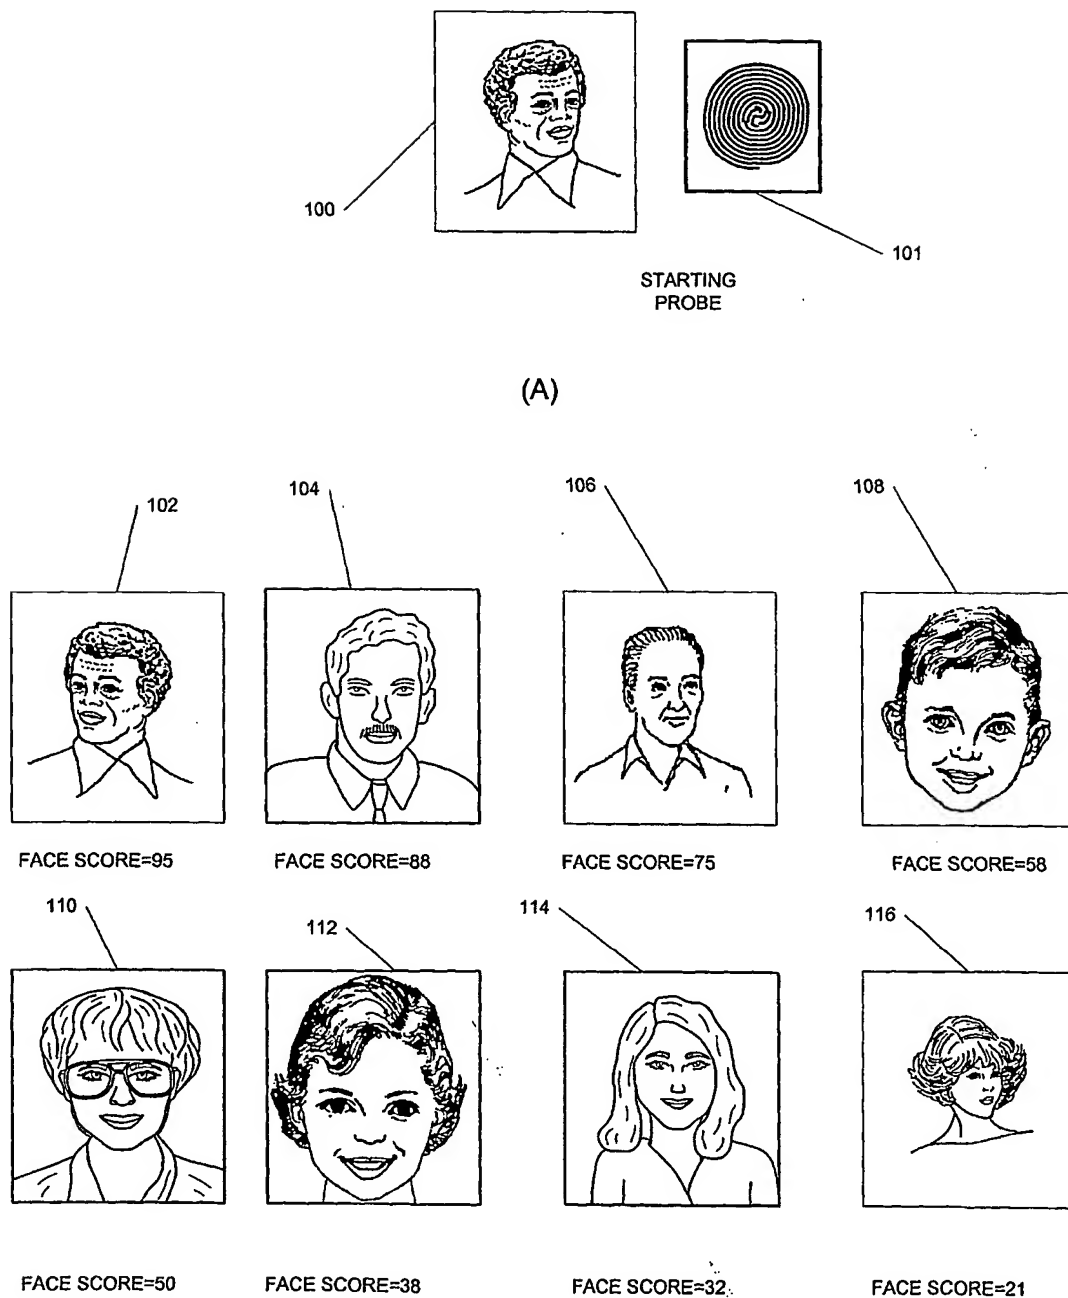 100
101
STARTING
PROBE
(A)
102
104
106
108
FACE SCORE=95
FACE SCORE=88
FACE SCORE=75
FACE SCORE=58
110
112
114
116
FACE SCORE=50
FACE SCORE=38
FACE SCORE=32
FACE SCORE=21